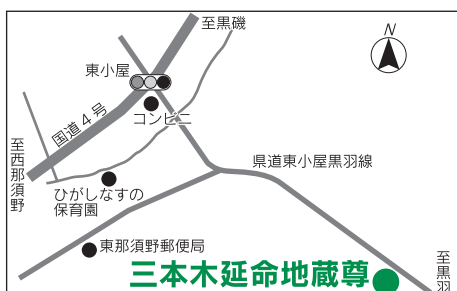 至黒磯
N
東小屋
国道4号
コンビニ
至西那須野
県道東小屋黒羽線
ひがしなすの
保育園
東那須野郵便局
至黒羽
三本木延命地蔵尊